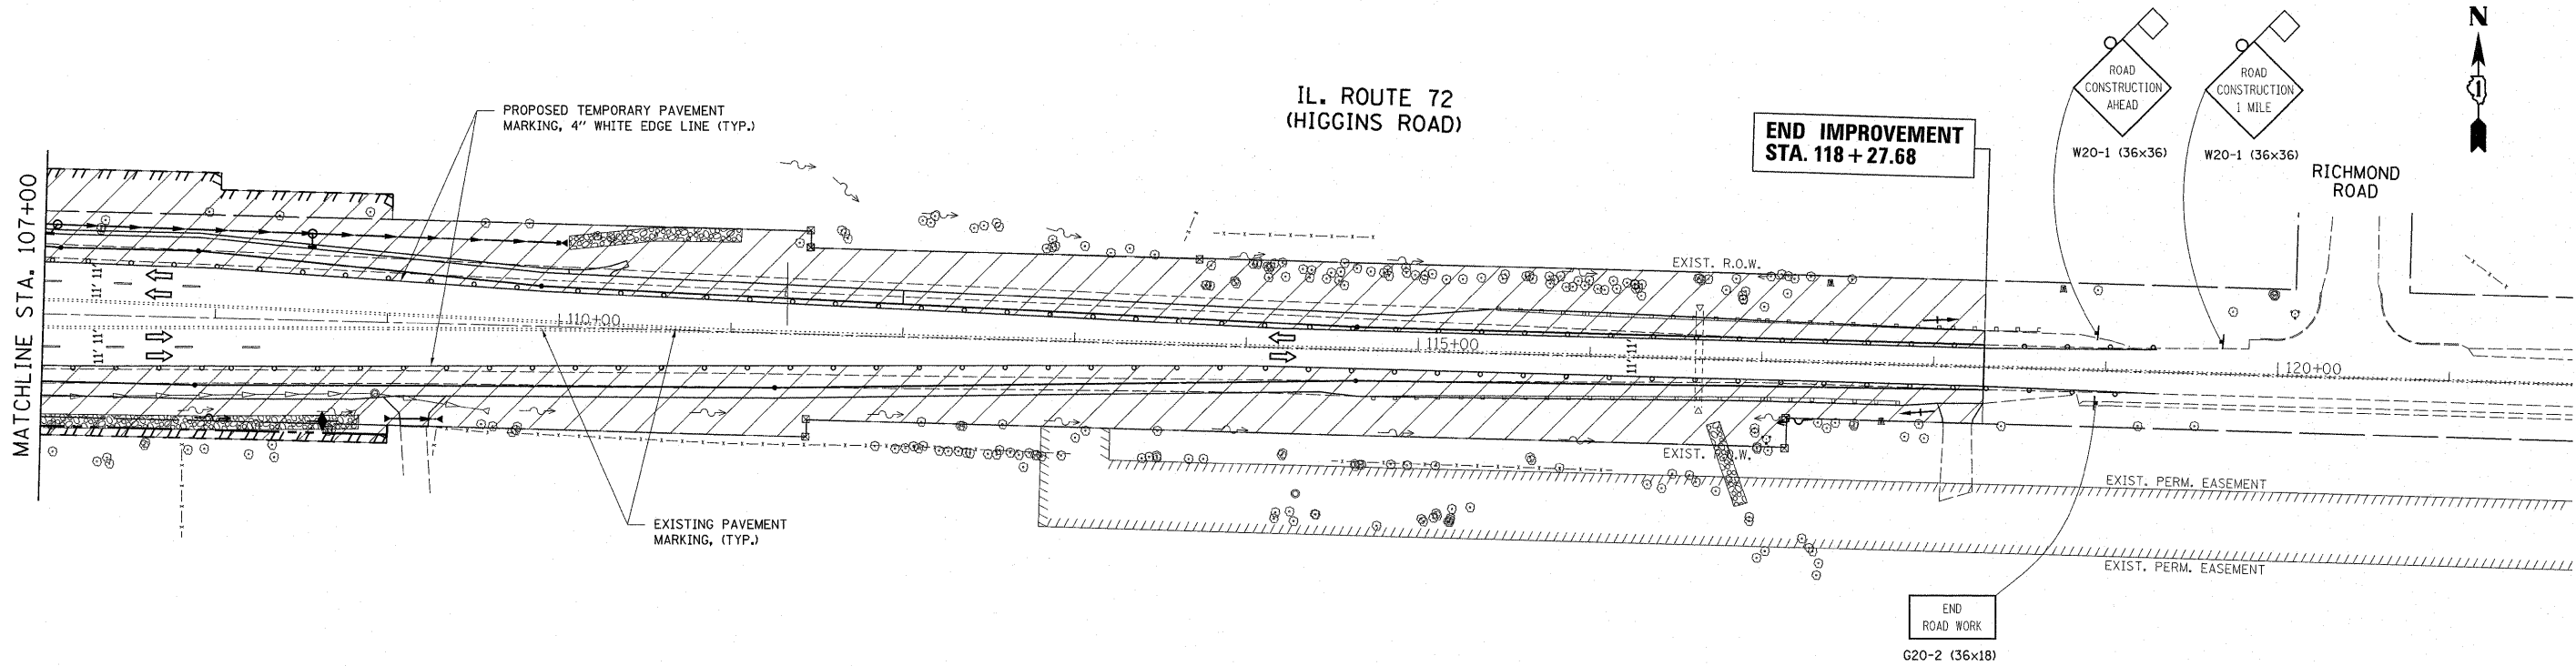 N
ROAD
CONSTRUCTION
AHEAD
W20-1 (36x36)
ROAD
CONSTRUCTION
1 MILE
W20-1 (36x36)
IL. ROUTE 72
(HIGGINS ROAD)
PROPOSED TEMPORARY PAVEMENT
MARKING, 4" WHITE EDGE LINE (TYP.)
END IMPROVEMENT
STA. 118+27.68
RICHMOND
ROAD
MATCHLINE STA. 107+00
EXIST. R.O.W.
11' 11'
11' 11'
110+00
115+00
11' 11'
120+00
EXIST. R.O.W.
EXIST. PERM. EASEMENT
EXISTING PAVEMENT
MARKING, (TYP.)
EXIST. PERM. EASEMENT
END
ROAD WORK
G20-2 (36x18)